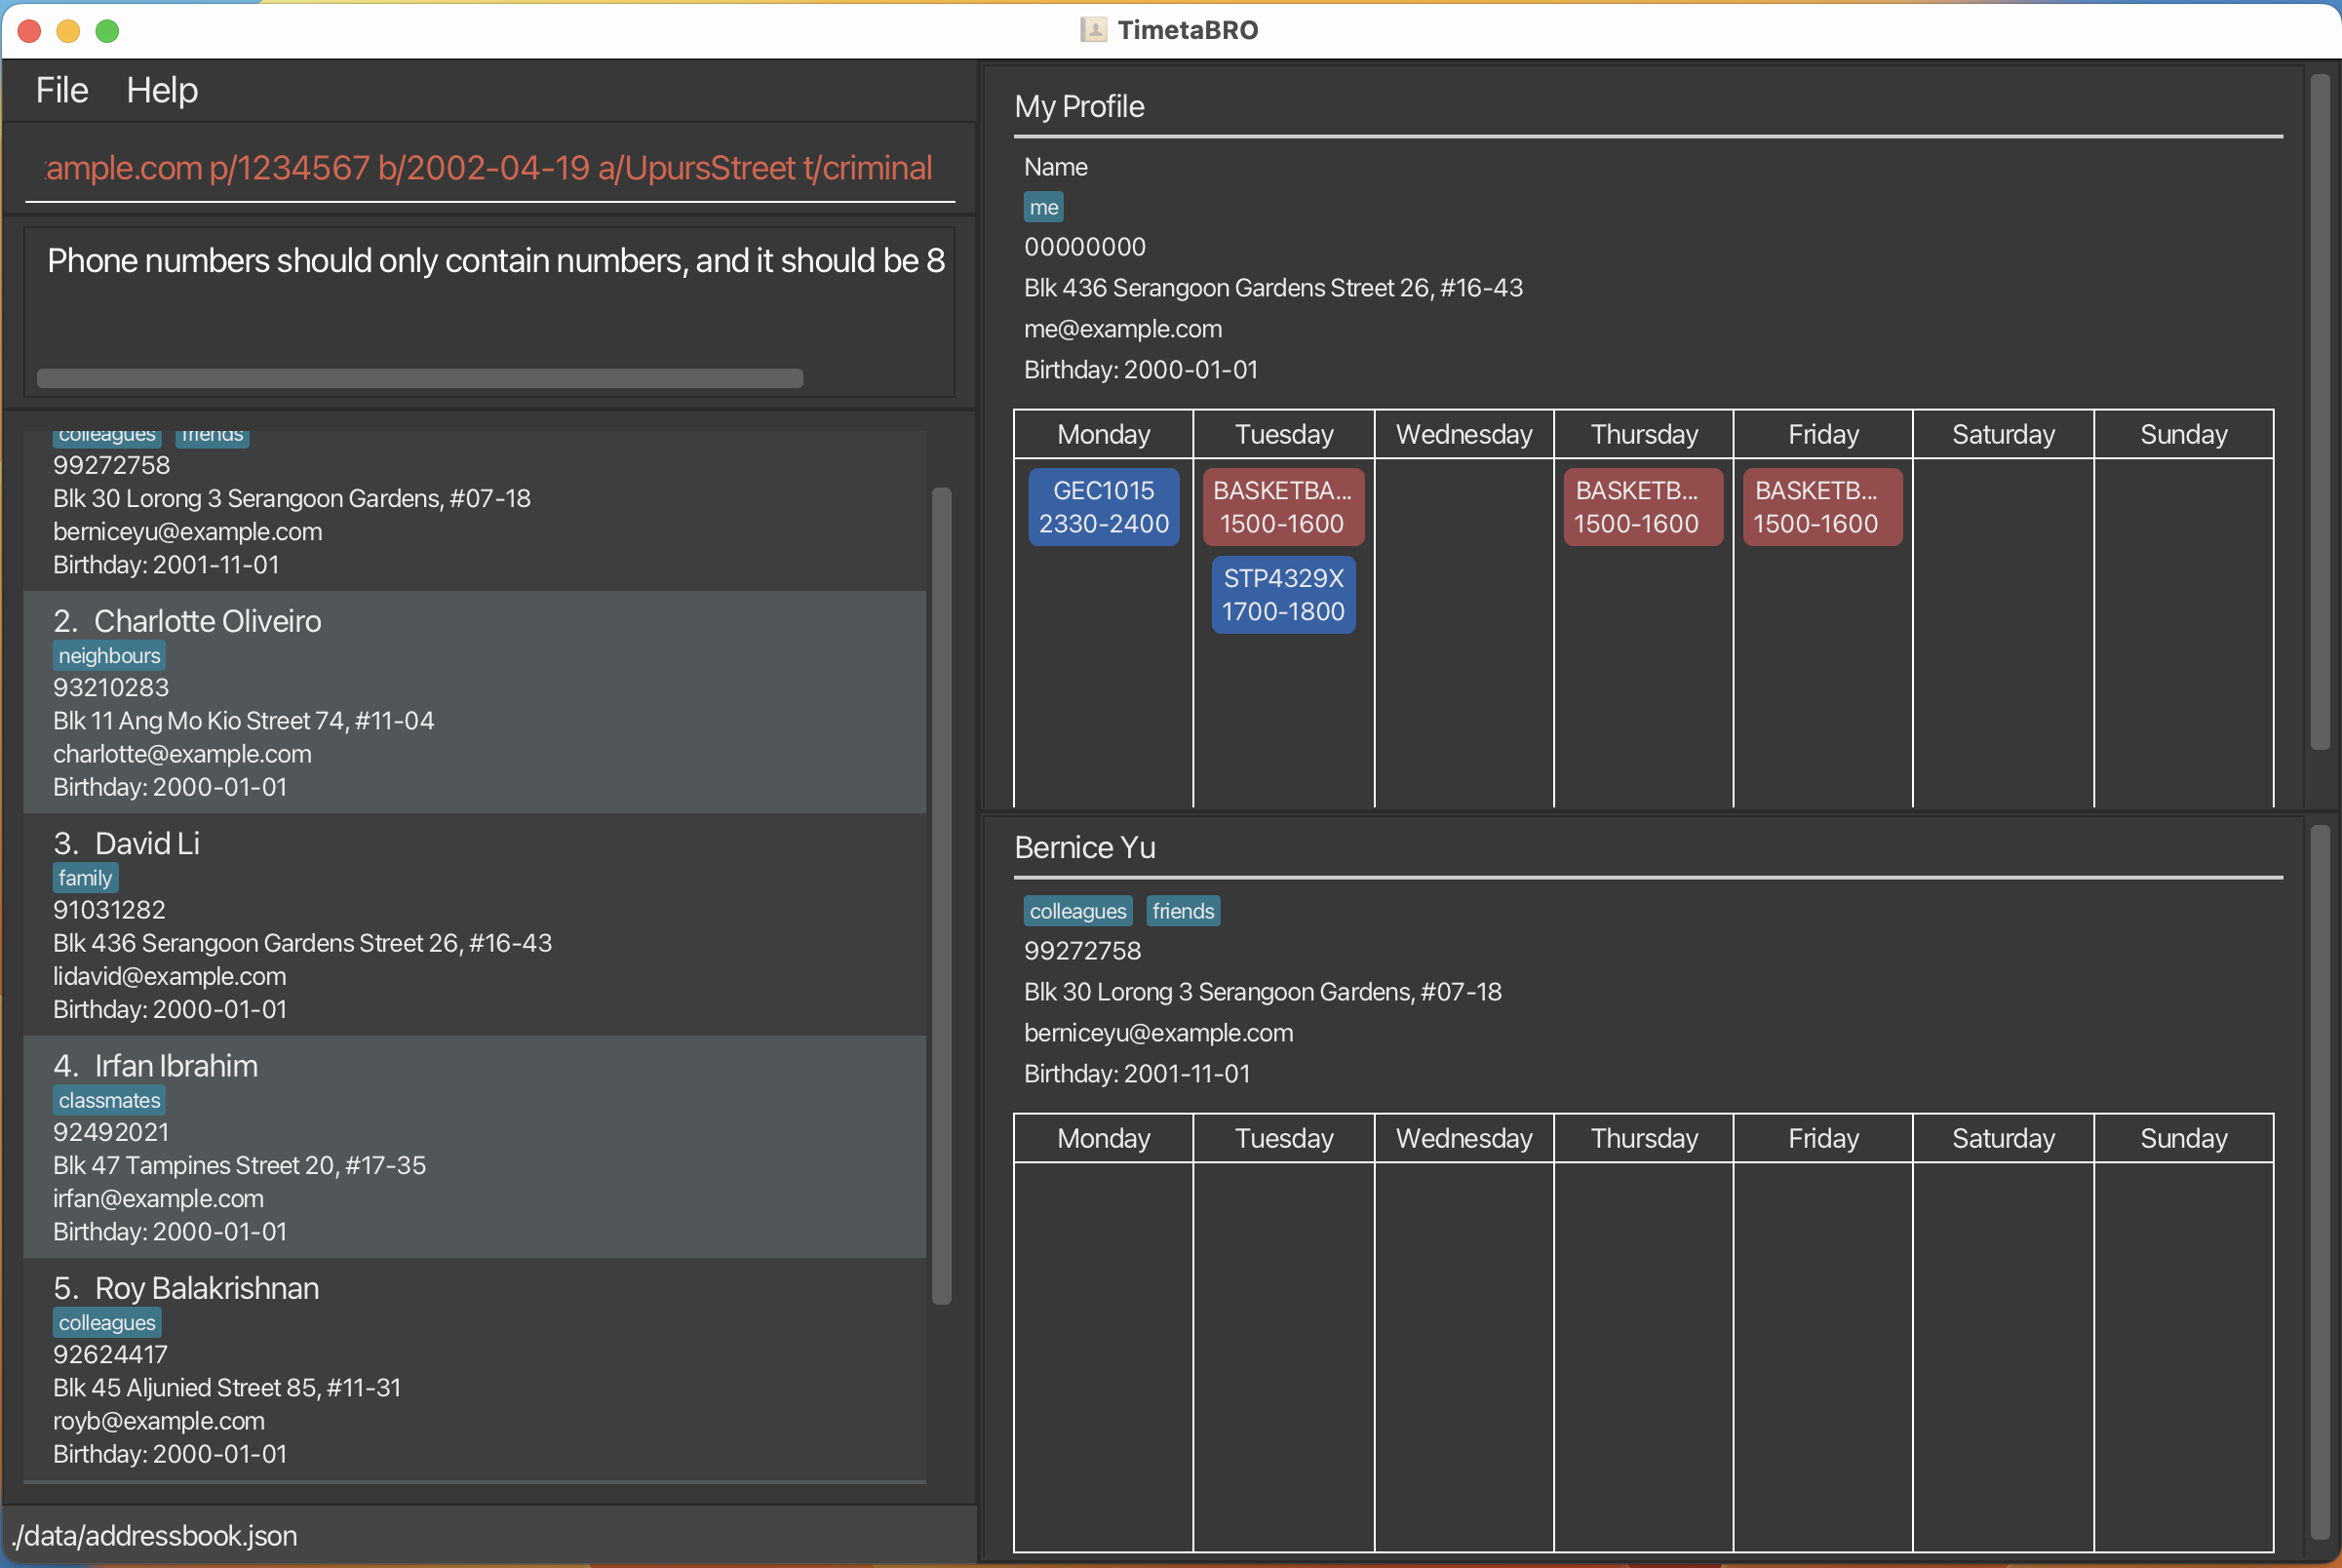 TimetaBRO
File Help
ample.com p/1234567 b/2002-04-19 a/UpursStreet t/criminal
Phone numbers should only contain numbers, and it should be 8
colleagues friends
99272758
Blk 30 Lorong 3 Serangoon Gardens, #07-18
berniceyu@example.com
Birthday: 2001-11-01
2. Charlotte Oliveiro
neighbours
93210283
Blk 11 Ang Mo Kio Street 74, #11-04
charlotte@example.com
Birthday: 2000-01-01
3. David Li
family
91031282
Blk 436 Serangoon Gardens Street 26, #16-43
lidavid@example.com
Birthday: 2000-01-01
4. Irfan Ibrahim
classmates
92492021
Blk 47 Tampines Street 20, #17-35
irfan@example.com
Birthday: 2000-01-01
5. Roy Balakrishnan
colleagues
92624417
Blk 45 Aljunied Street 85, #11-31
royb@example.com
Birthday: 2000-01-01
./data/addressbook.json
My Profile
Name
me
00000000
Blk 436 Serangoon Gardens Street 26, #16-43
me@example.com
Birthday: 2000-01-01
Monday Tuesday Wednesday Thursday Friday Saturday Sunday
GEC1015 BASKETBA... BASKETB... BASKETB...
2330-2400 1500-1600 1500-1600 1500-1600
STP4329X
1700-1800
Bernice Yu
colleagues friends
99272758
Blk 30 Lorong 3 Serangoon Gardens, #07-18
berniceyu@example.com
Birthday: 2001-11-01
Monday Tuesday Wednesday Thursday Friday Saturday Sunday